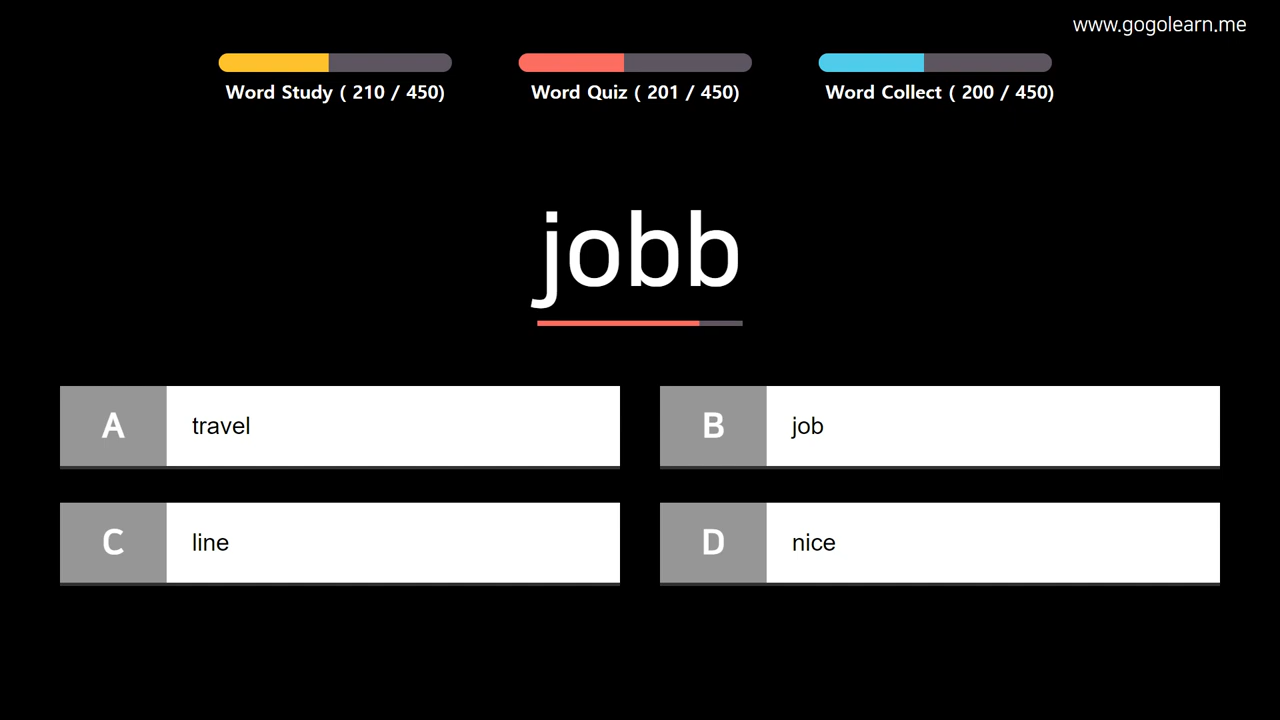 www.gogolearn.me
Word Study ( 210 / 450)
Word Quiz ( 201 / 450)
Word Collect ( 200 / 450)
jobb
A travel
B job
C line
D nice